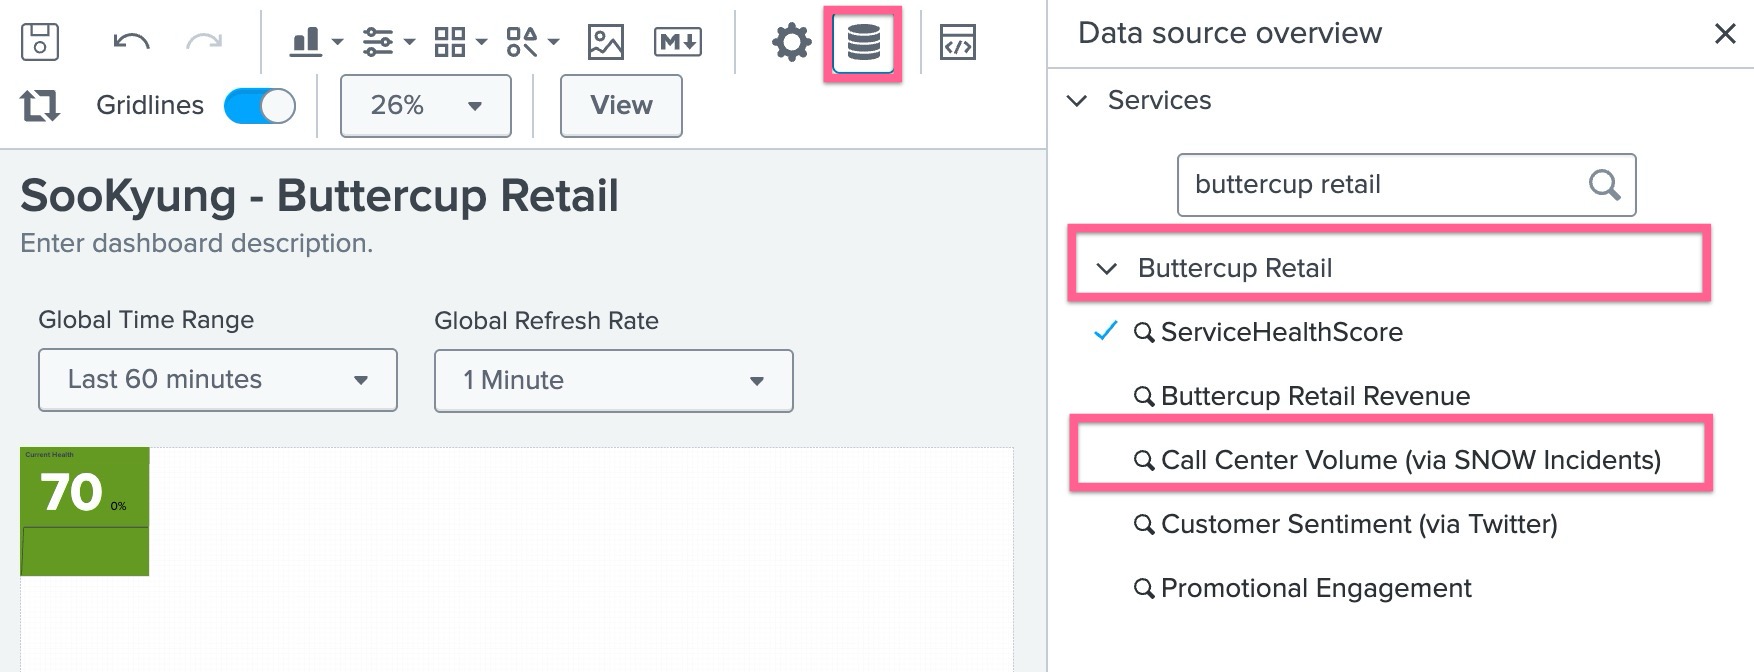 M↓
Gridlines
26%
View
SooKyung - Buttercup Retail
Enter dashboard description.
Global Time Range
Global Refresh Rate
Last 60 minutes
1 Minute
Current Health
70
0%
Data source overview
Services
buttercup retail
Buttercup Retail
ServiceHealthScore
Buttercup Retail Revenue
Call Center Volume (via SNOW Incidents)
Customer Sentiment (via Twitter)
Promotional Engagement